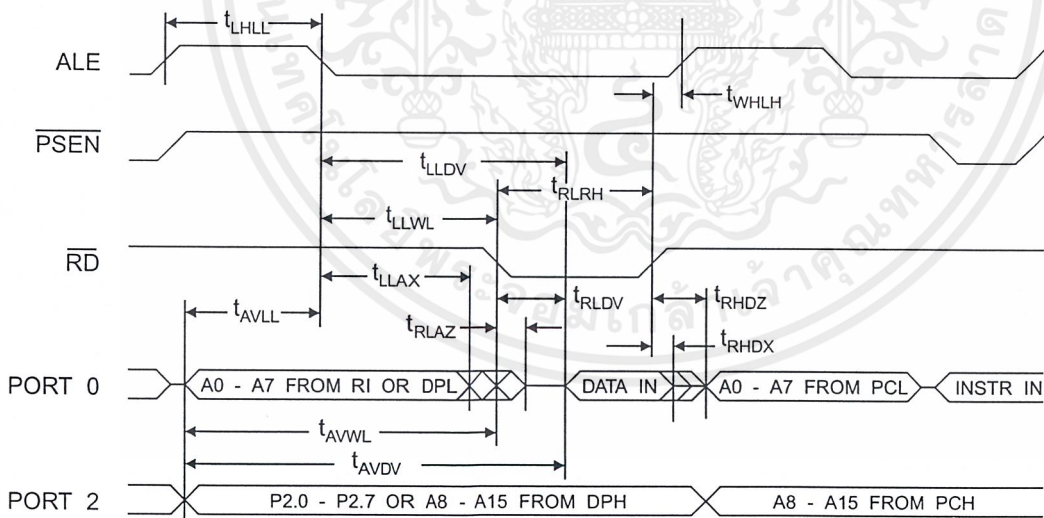 tLHLL
ALE
tWHLH
PSEN
tLLDV
tRLRH
tLLWL
RD
tLLAX
tAVLL
tRLDV
tRHDZ
tRLAZ
tRHDX
PORT 0
A0 - A7 FROM RI OR DPL
DATA IN
A0 - A7 FROM PCL
INSTR IN
tAVWL
tAVDV
PORT 2
P2.0 - P2.7 OR A8 - A15 FROM DPH
A8 - A15 FROM PCH